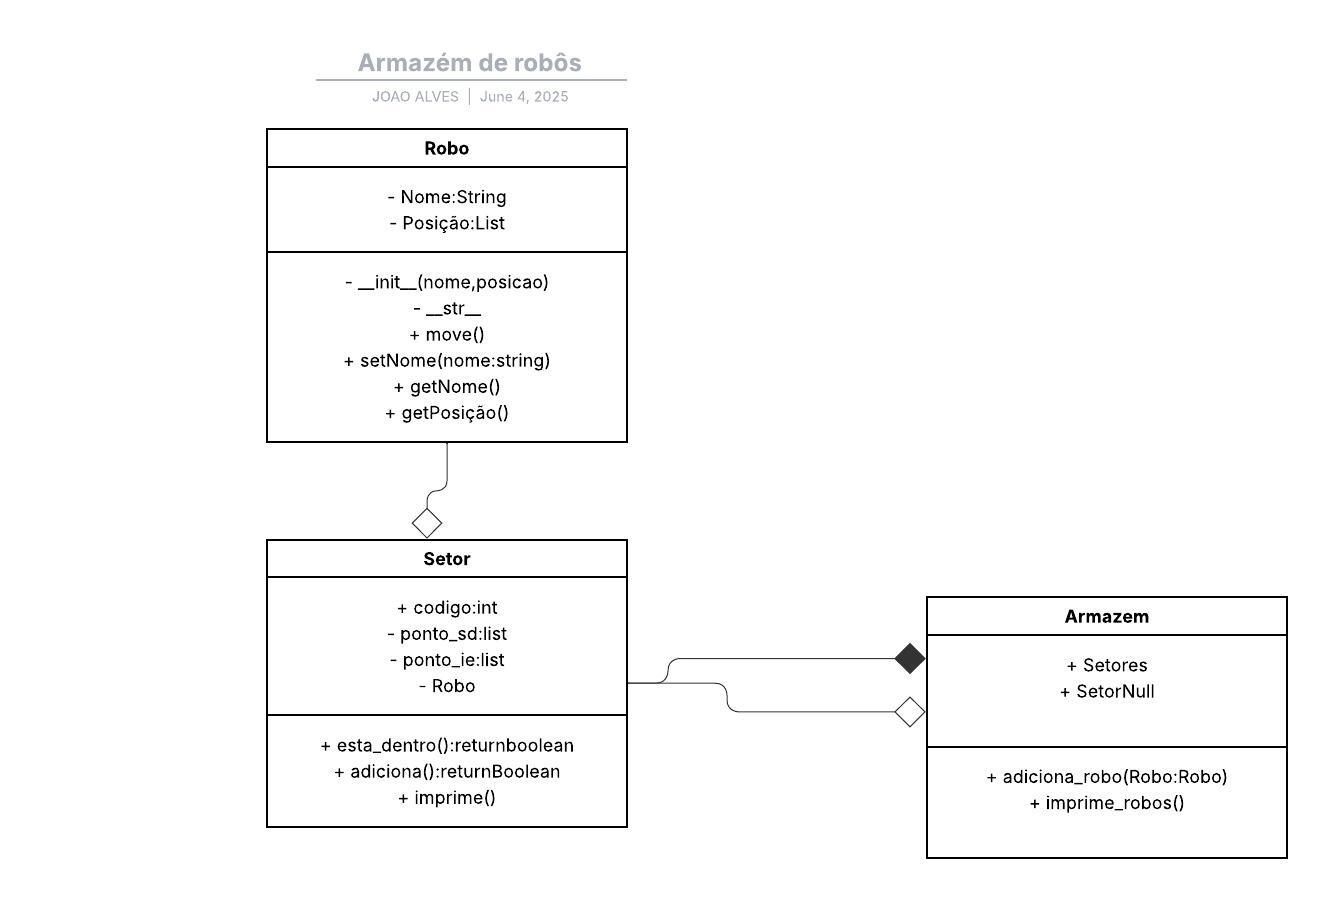 Armazém de robôs
JOAO ALVES | June 4, 2025
Robo
- Nome:String
- Posição:List
- __init__(nome,posicao)
- __str__
+ move()
+ setNome(nome:string)
+ getNome()
+ getPosição()
Setor
+ codigo:int
- ponto_sd:list
- ponto_ie:list
- Robo
+ esta_dentro():returnboolean
+ adiciona():returnBoolean
+ imprime()
Armazem
+ Setores
+ SetorNull
+ adiciona_robo(Robo:Robo)
+ imprime_robos()